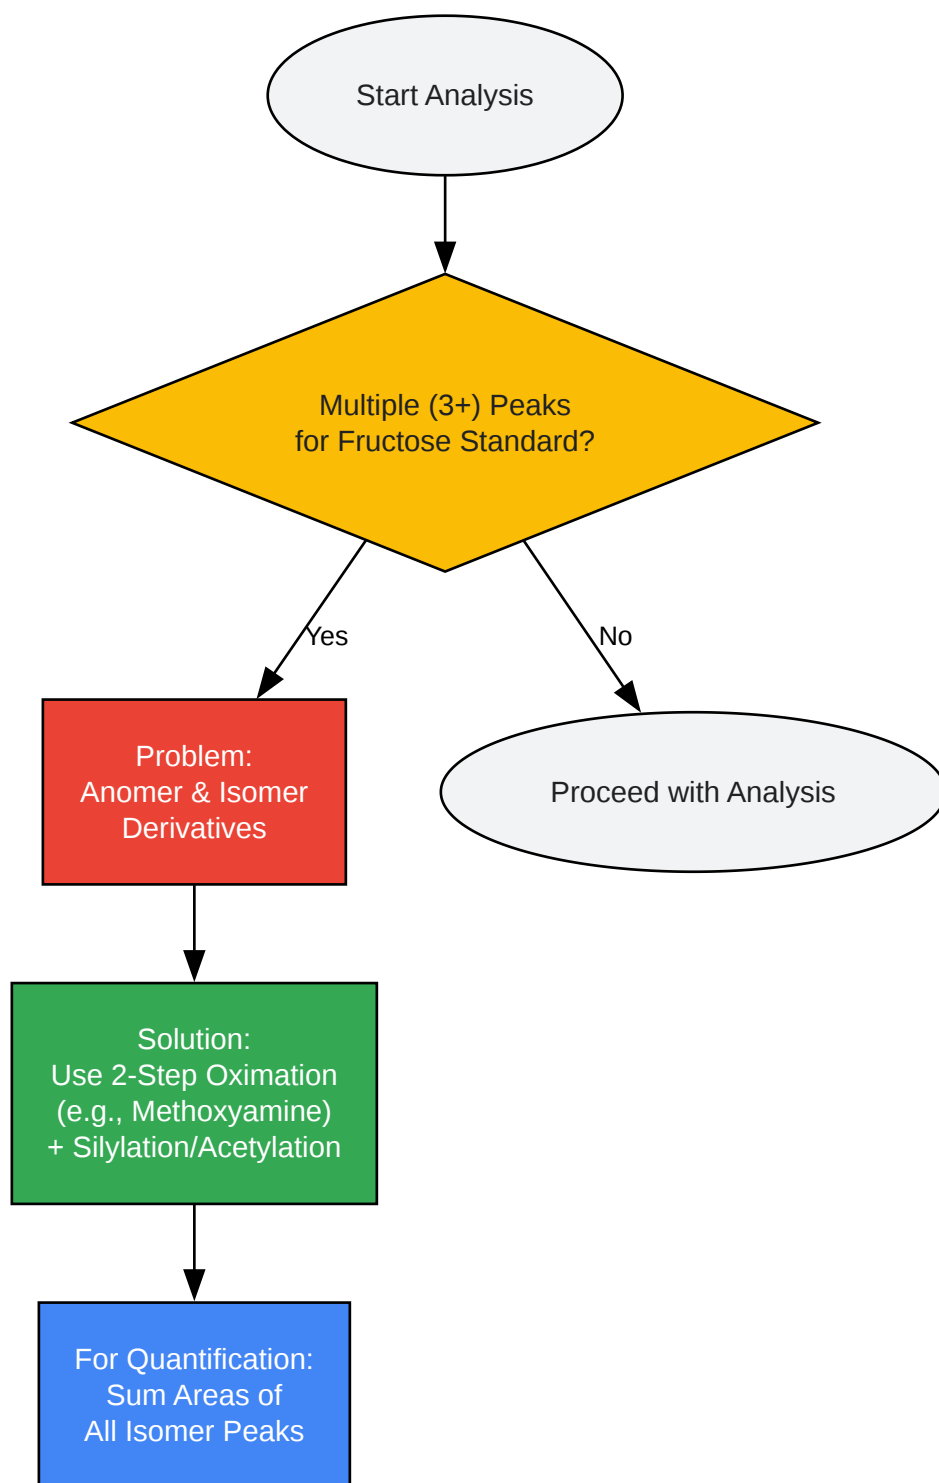 Start Analysis
Multiple (3+) Peaks
for Fructose Standard?
Yes
No
Problem:
Anomer & Isomer
Derivatives
Proceed with Analysis
Solution:
Use 2-Step Oximation
(e.g., Methoxyamine)
+ Silylation/Acetylation
For Quantification:
Sum Areas of
All Isomer Peaks